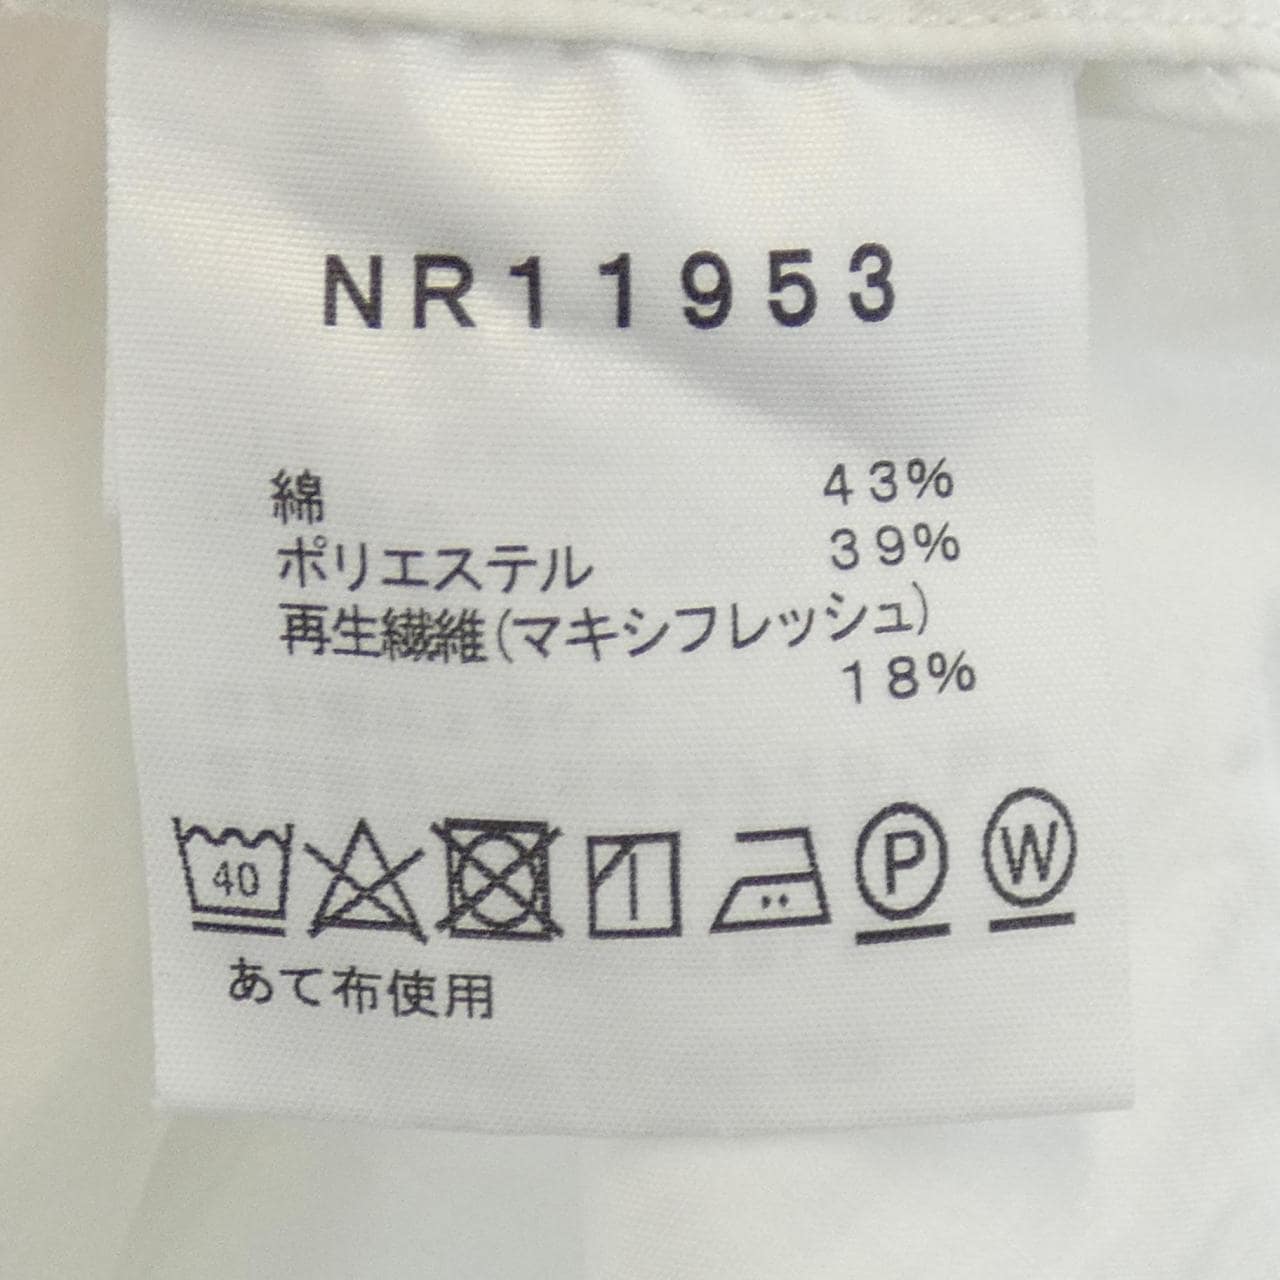 NR11953
綿 43%
ポリエステル 39%
再生繊維(マキシフレッシュ)
18%
40 P W
あて布使用